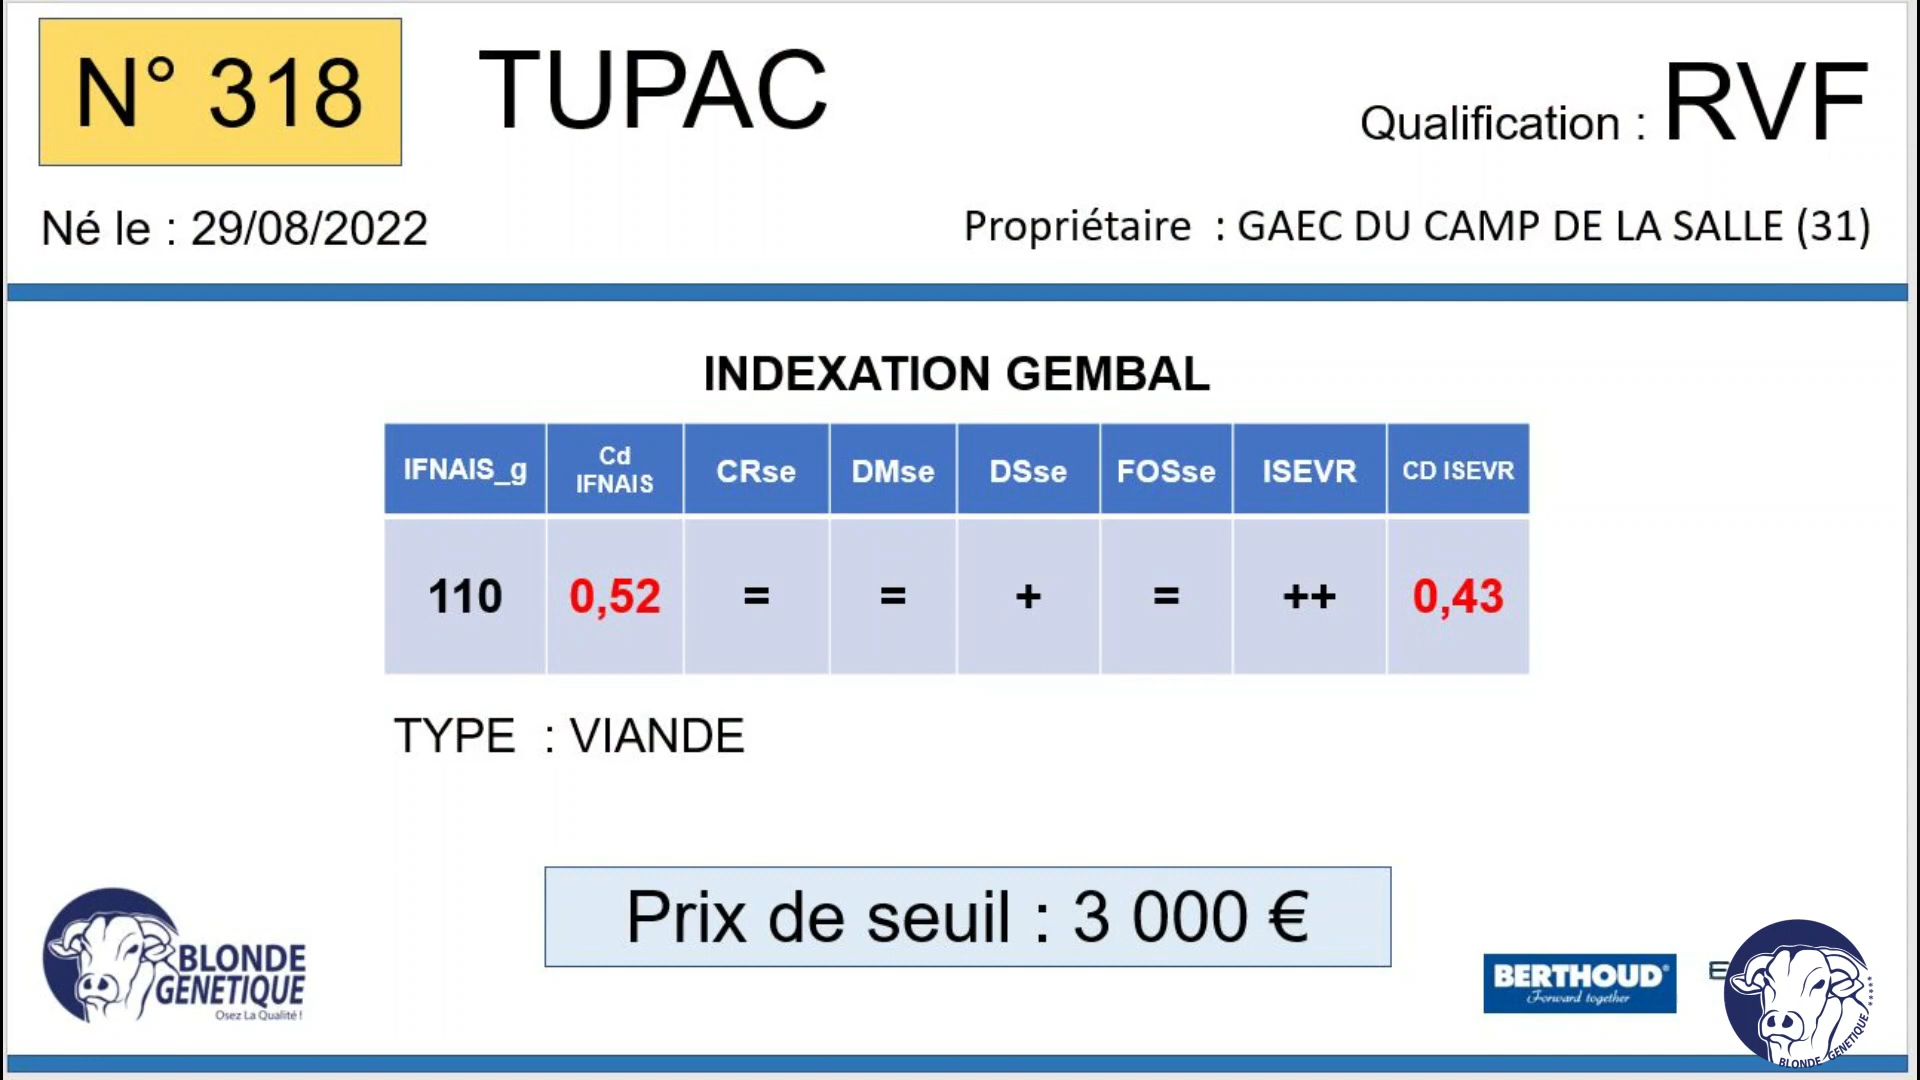 N° 318
TUPAC
Qualification : RVF
Né le : 29/08/2022
Propriétaire : GAEC DU CAMP DE LA SALLE (31)
INDEXATION GEMBAL
IFNAIS_g Cd IFNAIS CRse DMse DSse FOSse ISEVR CD ISEVR
110 0,52 = = + = ++ 0,43
TYPE : VIANDE
Prix de seuil : 3 000 €
BLONDE
GENETIQUE
Osez La Qualité !
BERTHOUD®
Forward together
BLONDE GENETIQUE